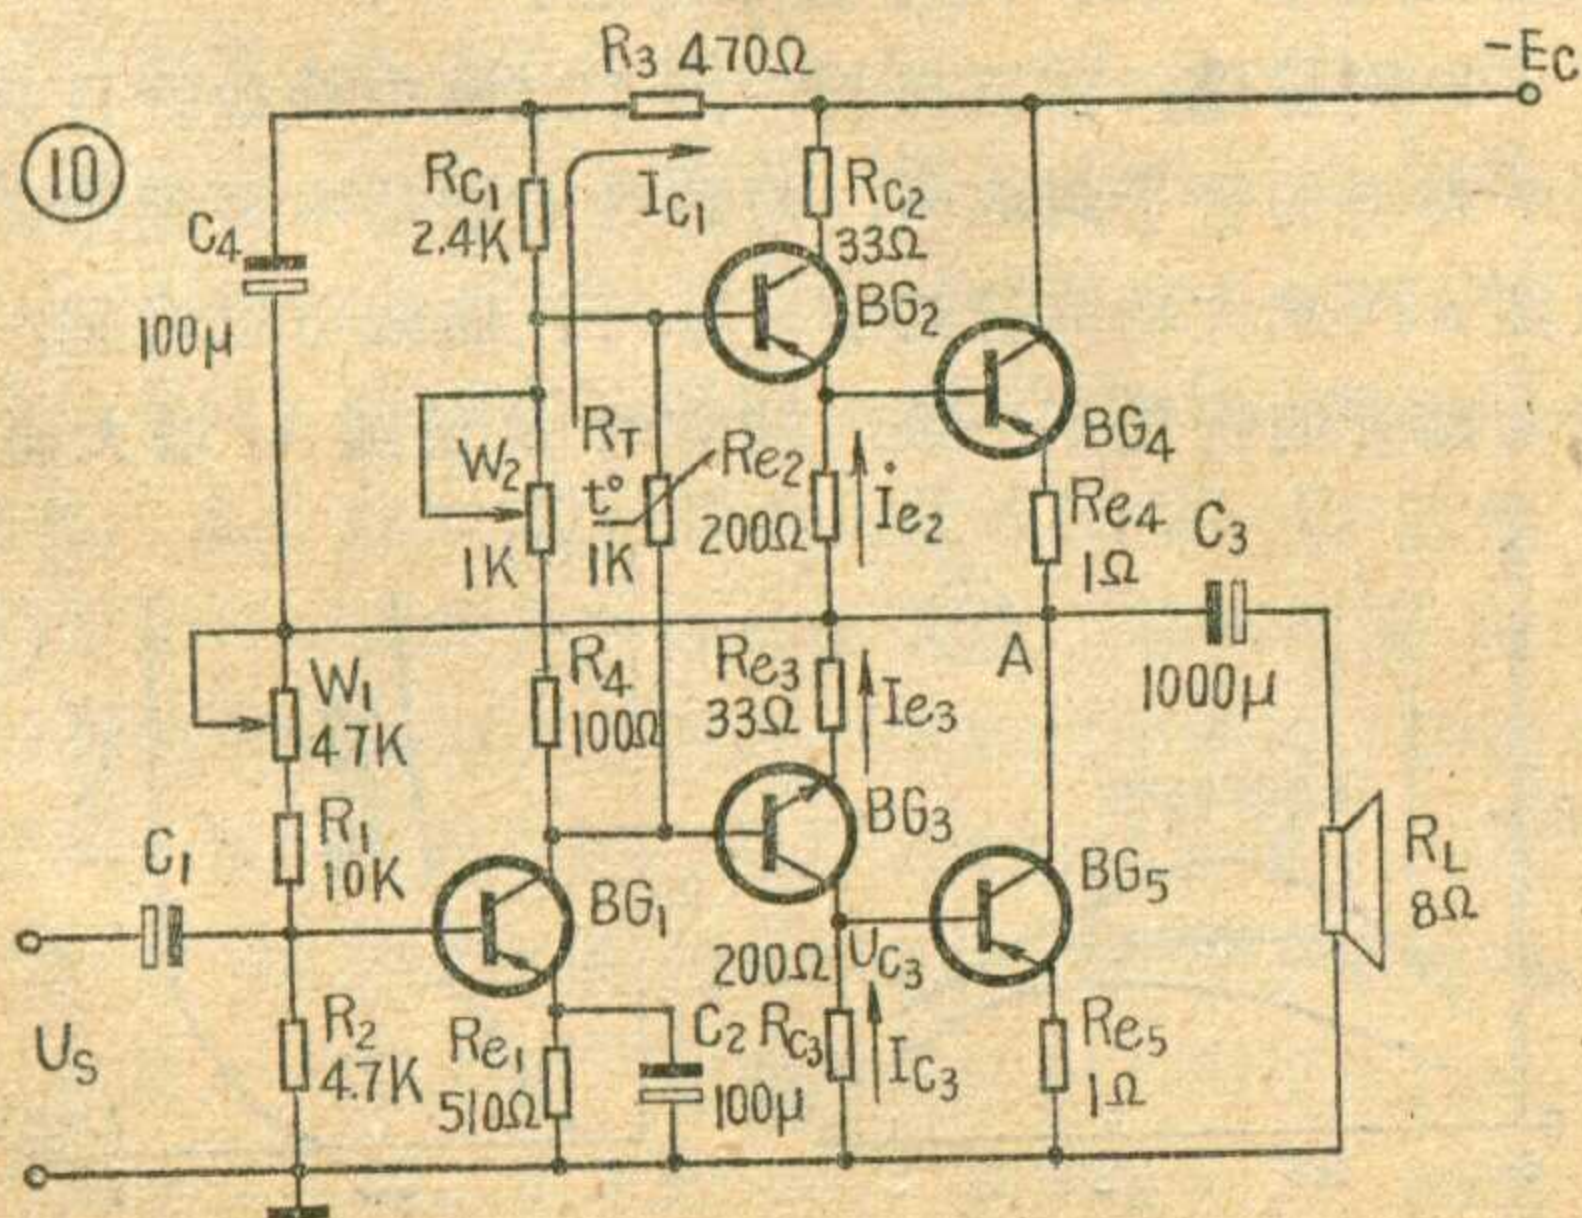 R3 470Ω
-EC
10
RC1
2.4K
IC1
RC2
33Ω
BG2
C4
100μ
W2
1K
RT
t°
1K
Re2
200Ω
Ie2
BG4
Re4
1Ω
C3
1000μ
A
W1
47K
R4
100Ω
Re3
33Ω
Ie3
BG3
R1
10K
C1
BG1
BG5
RL
8Ω
200Ω
UC3
US
R2
4.7K
Re1
510Ω
C2
100μ
RC3
IC3
Re5
1Ω